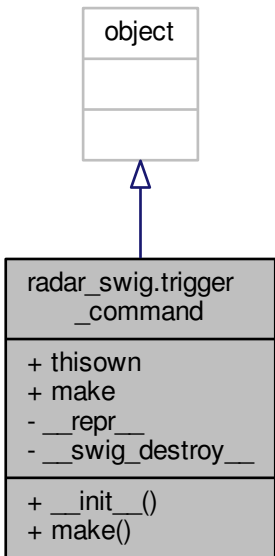 object
radar_swig.trigger
_command
+ thisown
+ make
- __repr__
- __swig_destroy__
+ __init__()
+ make()